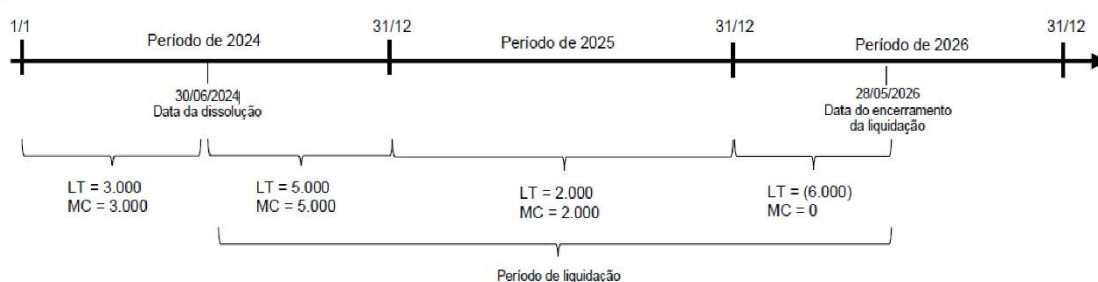 1/1
Período de 2024
31/12
Período de 2025
31/12
Período de 2026
31/12
30/06/2024
Data da dissolução
28/05/2026
Data do encerramento
da liquidação
LT = 3.000
MC = 3.000
LT = 5.000
MC = 5.000
LT = 2.000
MC = 2.000
LT = (6.000)
MC = 0
Período de liquidação